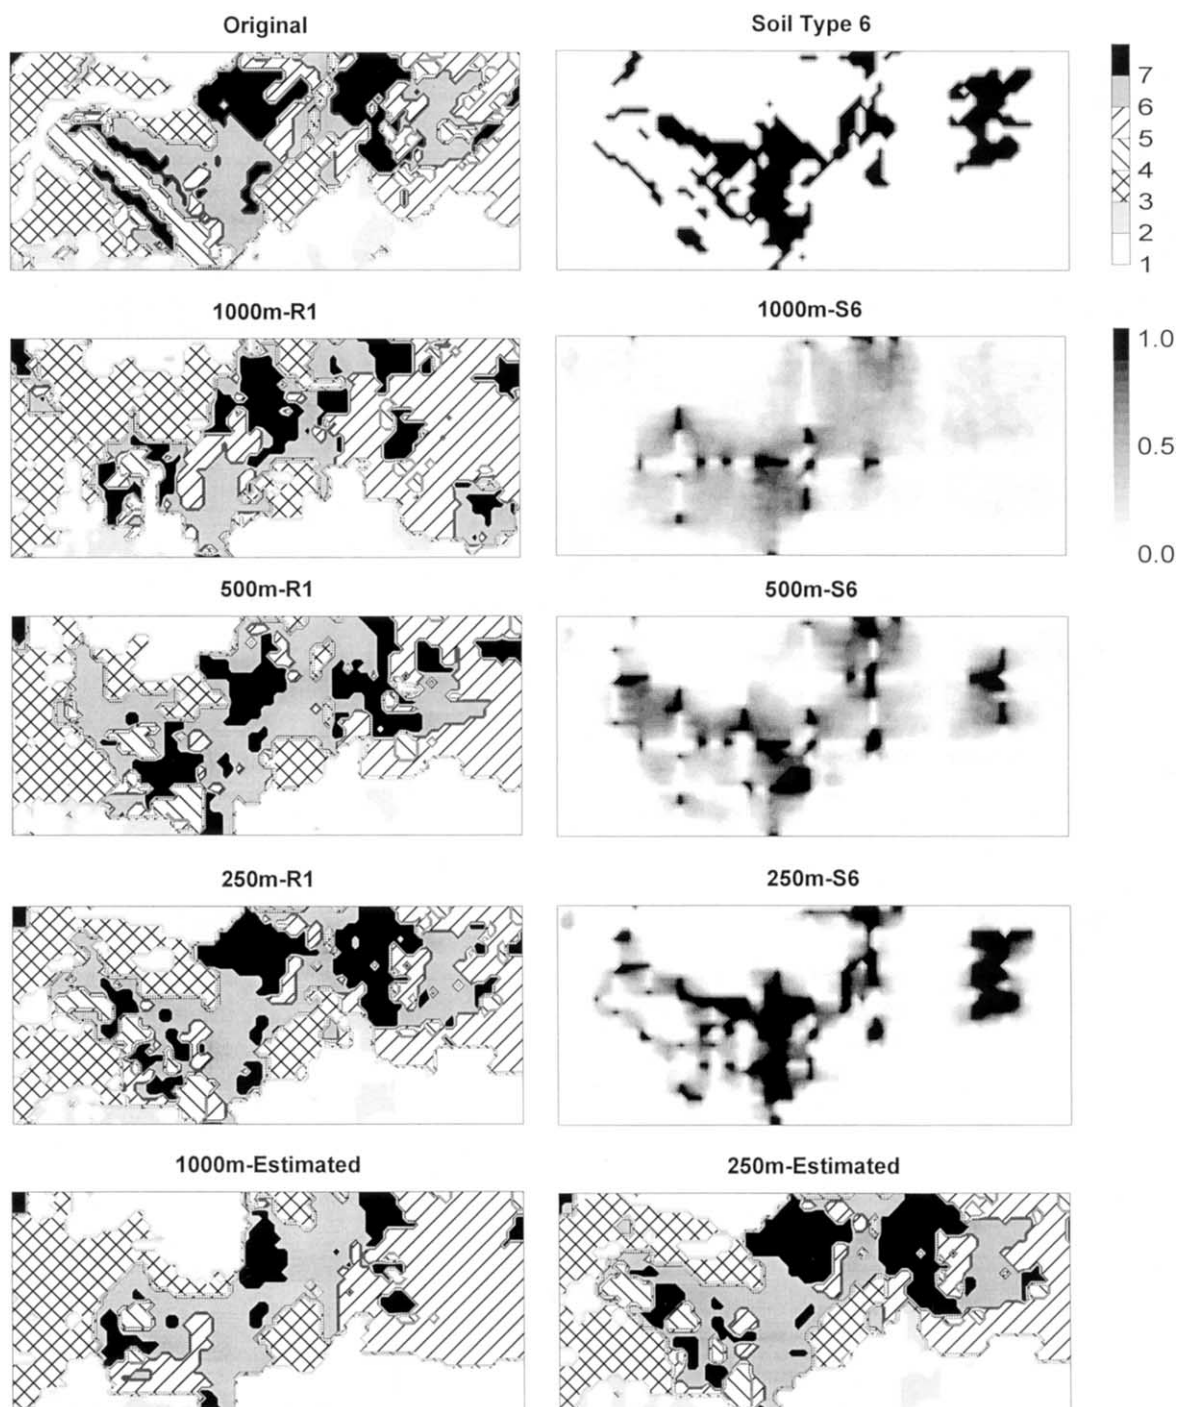 Original
Soil Type 6
7
6
5
4
3
2
1
1000m-R1
1000m-S6
1.0
0.5
0.0
500m-R1
500m-S6
250m-R1
250m-S6
1000m-Estimated
250m-Estimated